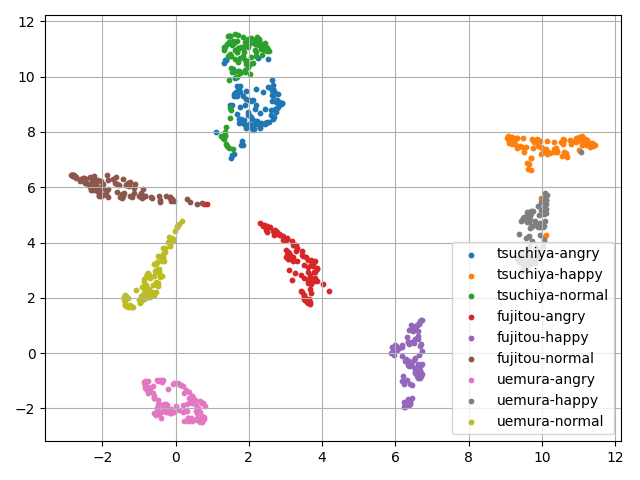 12
10
8
6
4
2
0
−2
−2
0
2
4
6
8
10
12
tsuchiya-angry
tsuchiya-happy
tsuchiya-normal
fujitou-angry
fujitou-happy
fujitou-normal
uemura-angry
uemura-happy
uemura-normal